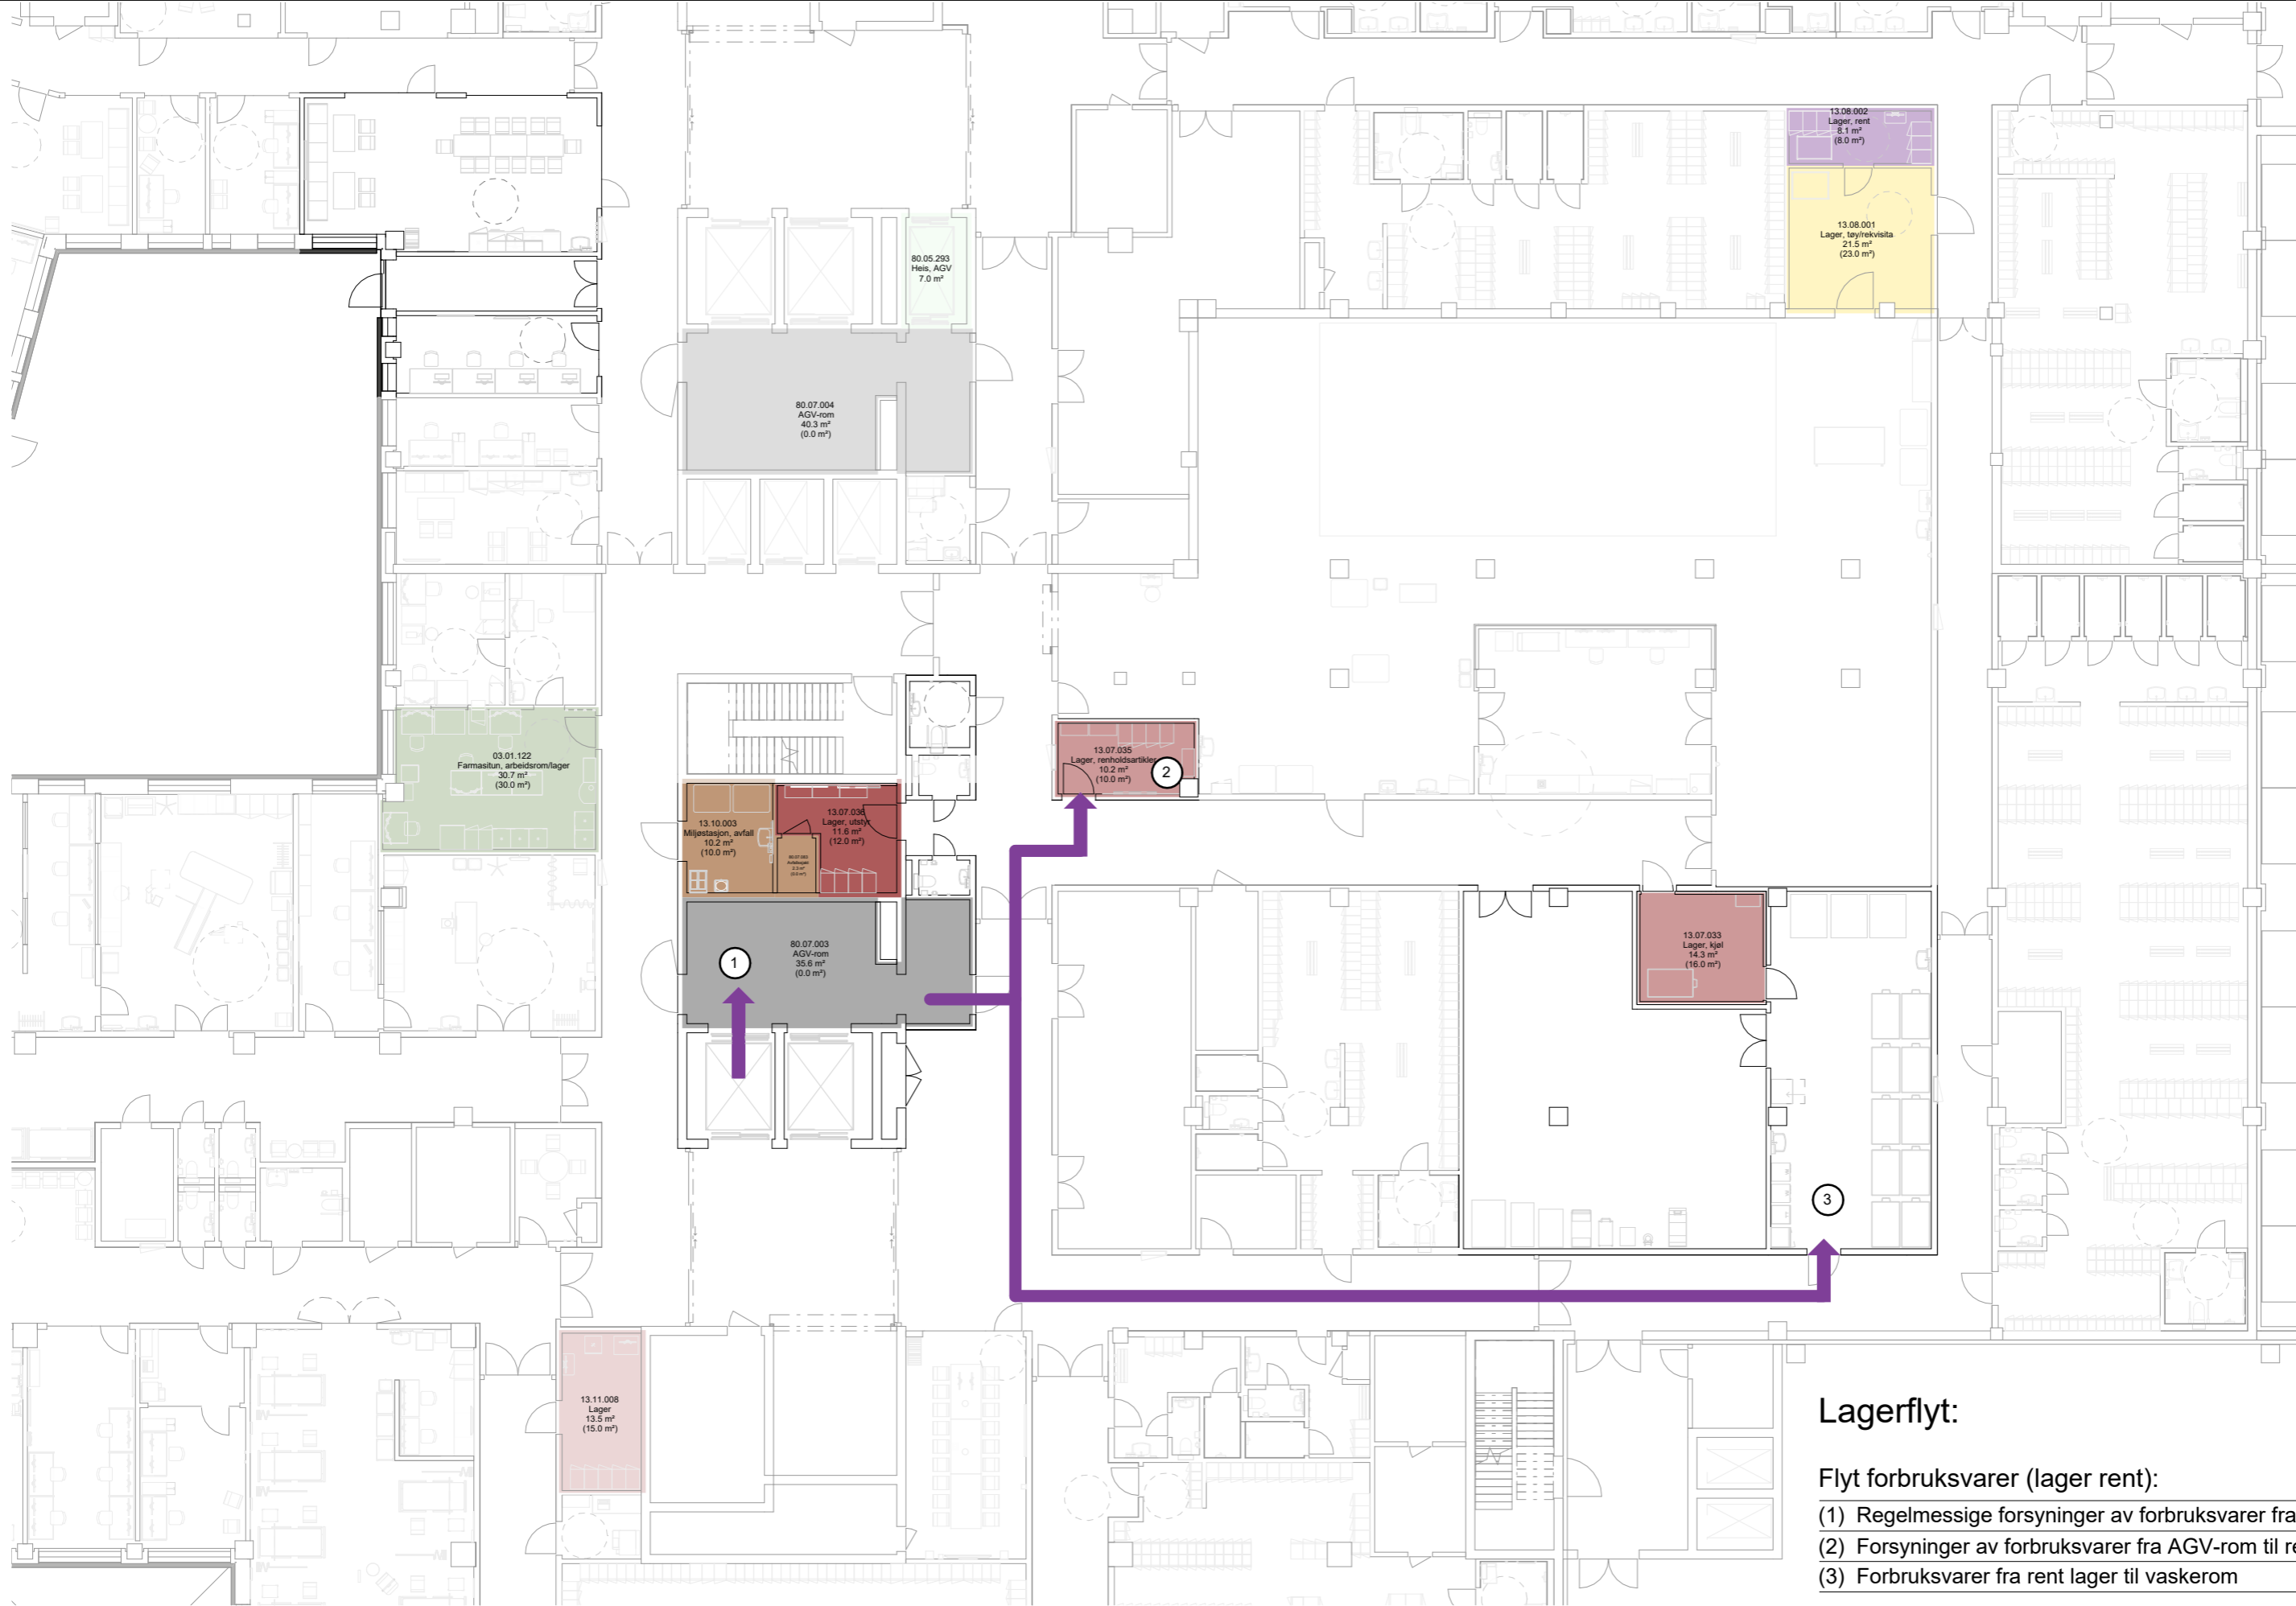 13.08.002
Lager, rent
8.1 m²
(8.0 m²)
13.08.001
Lager, tøy/rekvisita
21.5 m²
(23.0 m²)
80.05.293
Heis, AGV
7.0 m²
80.07.004
AGV-rom
40.3 m²
(0.0 m²)
03.01.122
Farmasitun, arbeidsrom/lager
30.7 m²
(30.0 m²)
13.07.035
Lager, renholdsartikler
10.2 m²
(10.0 m²)
2
13.10.003
Miljøstasjon, avfall
10.2 m²
(10.0 m²)
13.07.036
Lager, utstyr
11.6 m²
(12.0 m²)
80.07.003
AGV-rom
35.6 m²
(0.0 m²)
1
13.07.033
Lager, kjøl
14.3 m²
(16.0 m²)
3
13.11.008
Lager
13.5 m²
(15.0 m²)
Lagerflyt:
Flyt forbruksvarer (lager rent):
(1) Regelmessige forsyninger av forbruksvarer fra
(2) Forsyninger av forbruksvarer fra AGV-rom til re
(3) Forbruksvarer fra rent lager til vaskerom